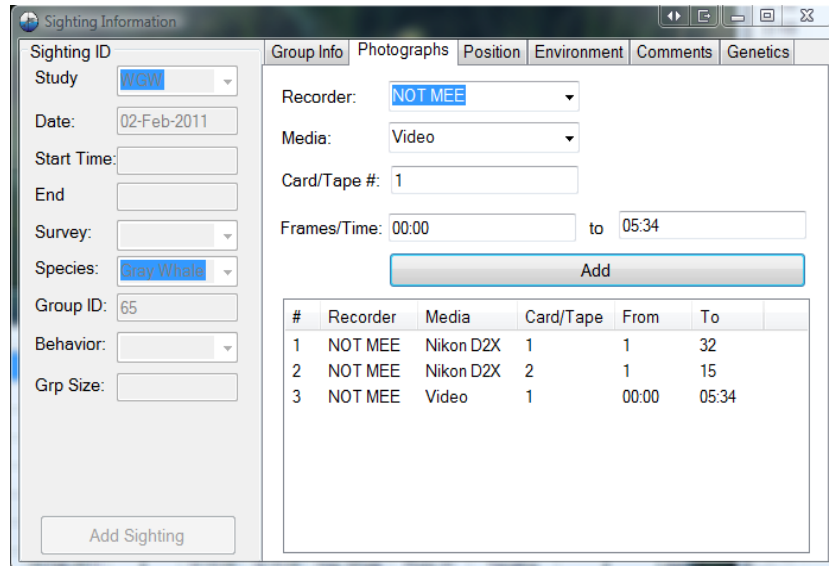 Sighting Information
Sighting ID
Study WGW
Date: 02-Feb-2011
Start Time:
End
Survey:
Species: Gray Whale
Group ID: 65
Behavior:
Grp Size:
Add Sighting
Group Info Photographs Position Environment Comments Genetics
Recorder: NOT MEE
Media: Video
Card/Tape #: 1
Frames/Time: 00:00 to 05:34
Add
# Recorder Media Card/Tape From To
1 NOT MEE Nikon D2X 1 1 32
2 NOT MEE Nikon D2X 2 1 15
3 NOT MEE Video 1 00:00 05:34